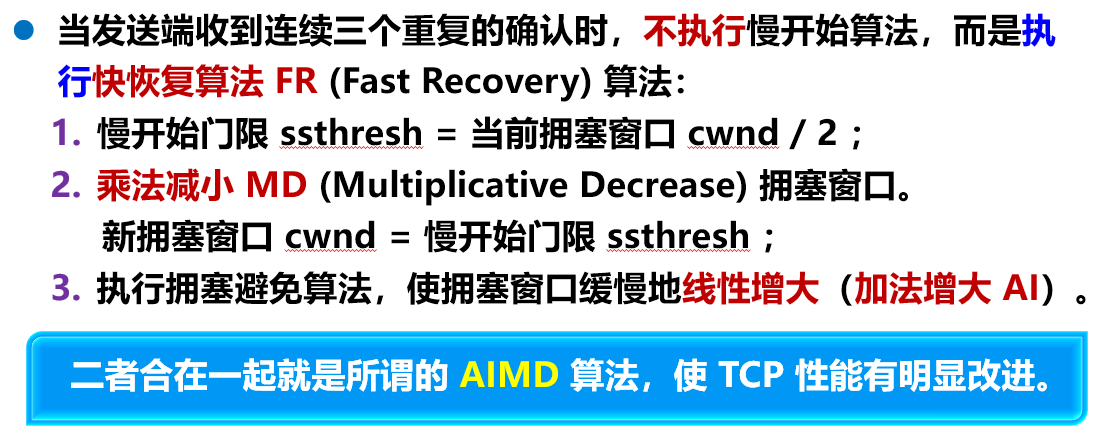 当发送端收到连续三个重复的确认时，不执行慢开始算法，而是执
行快恢复算法 FR (Fast Recovery) 算法：
1. 慢开始门限 ssthresh = 当前拥塞窗口 cwnd / 2 ；
2. 乘法减小 MD (Multiplicative Decrease) 拥塞窗口。
新拥塞窗口 cwnd = 慢开始门限 ssthresh ；
3. 执行拥塞避免算法，使拥塞窗口缓慢地线性增大（加法增大 AI）。
二者合在一起就是所谓的 AIMD 算法，使 TCP 性能有明显改进。